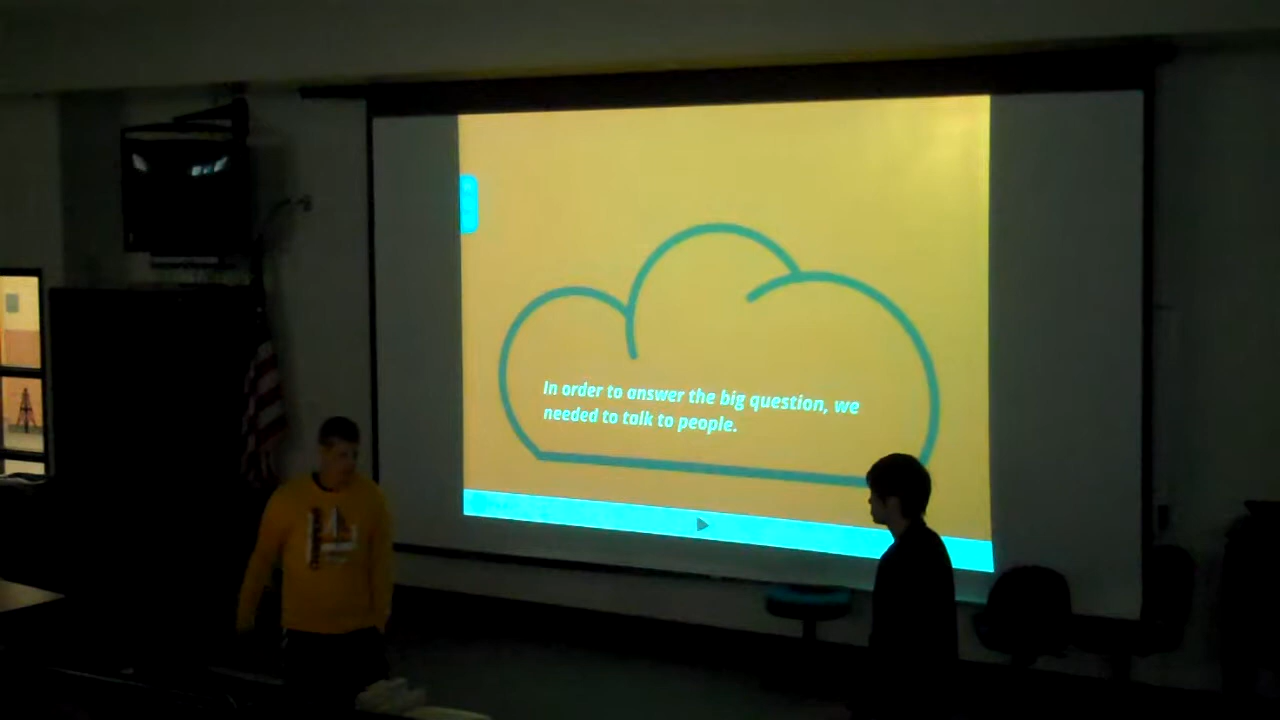 In order to answer the big question, we
needed to talk to people.